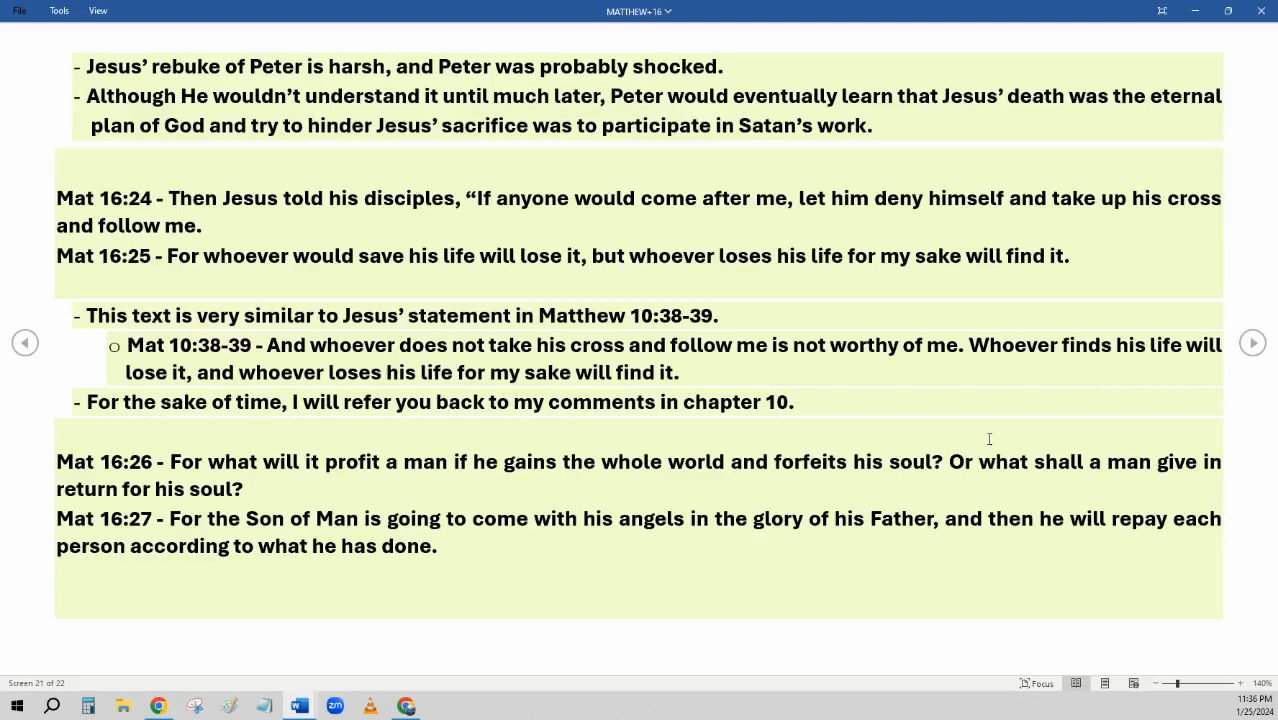 File Tools View MATTHEW+16
- Jesus’ rebuke of Peter is harsh, and Peter was probably shocked.
- Although He wouldn’t understand it until much later, Peter would eventually learn that Jesus’ death was the eternal
plan of God and try to hinder Jesus’ sacrifice was to participate in Satan’s work.
Mat 16:24 - Then Jesus told his disciples, “If anyone would come after me, let him deny himself and take up his cross
and follow me.
Mat 16:25 - For whoever would save his life will lose it, but whoever loses his life for my sake will find it.
- This text is very similar to Jesus’ statement in Matthew 10:38-39.
o Mat 10:38-39 - And whoever does not take his cross and follow me is not worthy of me. Whoever finds his life will
lose it, and whoever loses his life for my sake will find it.
- For the sake of time, I will refer you back to my comments in chapter 10.
Mat 16:26 - For what will it profit a man if he gains the whole world and forfeits his soul? Or what shall a man give in
return for his soul?
Mat 16:27 - For the Son of Man is going to come with his angels in the glory of his Father, and then he will repay each
person according to what he has done.
Screen 21 of 22 Focus 140%
zm 11:36 PM
1/25/2024